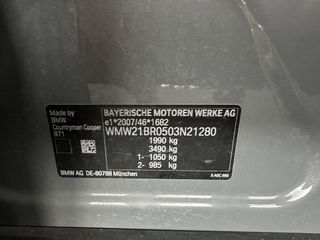 Made by
BMW
Countryman Cooper
B71
BAYERISCHE MOTOREN WERKE AG
e1*2007/46*1682
WMW21BR0503N21280
1990 kg
3490 kg
1- 1050 kg
2- 985 kg
BMW AG DE-80788 München